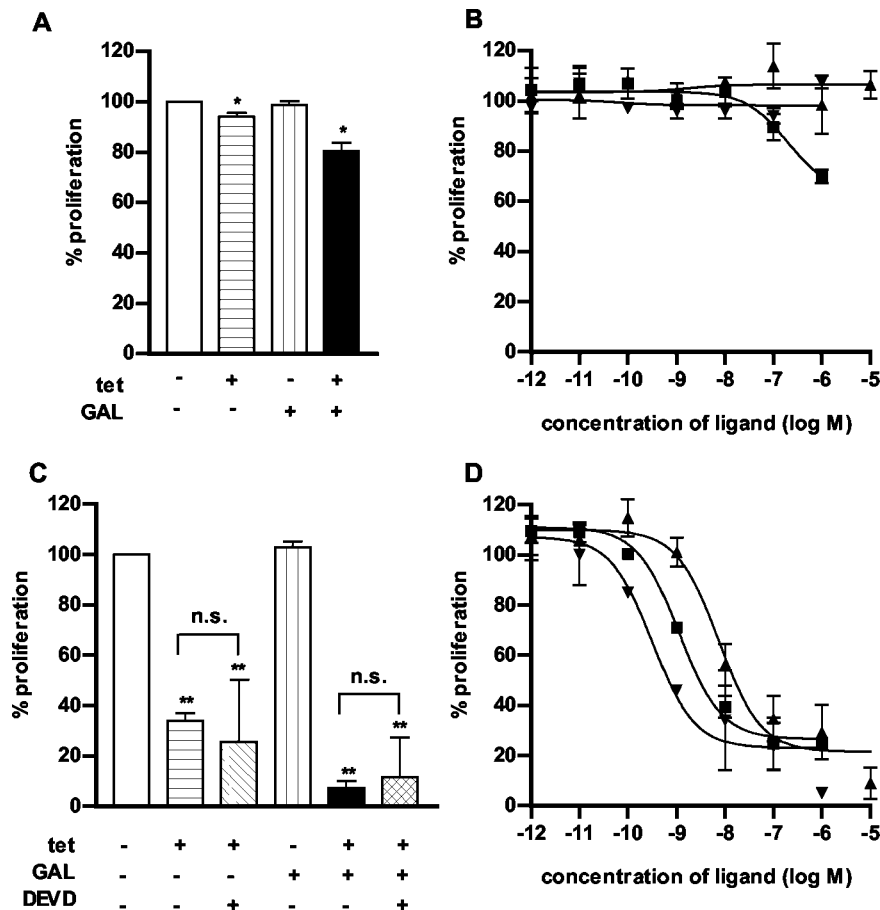 A
120
100
80
60
40
20
0
% proliferation
*
*
tet - + - +
GAL - - + +
B
120
100
80
60
40
20
0
% proliferation
-12 -11 -10 -9 -8 -7 -6 -5
concentration of ligand (log M)
C
120
100
80
60
40
20
0
% proliferation
n.s.
**
**
n.s.
**
**
tet - + + - + +
GAL - - - + + +
DEVD - - + - - +
D
120
100
80
60
40
20
0
% proliferation
-12 -11 -10 -9 -8 -7 -6 -5
concentration of ligand (log M)